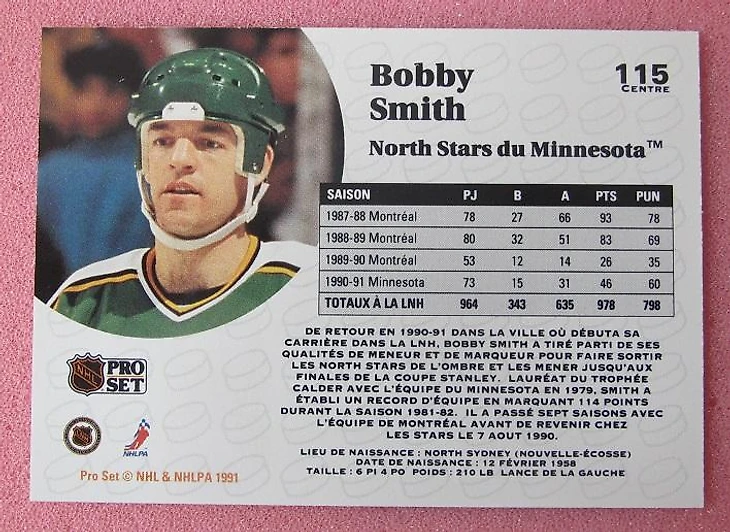 Bobby
Smith
115
CENTRE
North Stars du Minnesota™
SAISON PJ B A PTS PUN
1987-88 Montréal 78 27 66 93 78
1988-89 Montréal 80 32 51 83 69
1989-90 Montréal 53 12 14 26 35
1990-91 Minnesota 73 15 31 46 60
TOTAUX À LA LNH 964 343 635 978 798
DE RETOUR EN 1990-91 DANS LA VILLE OÙ DÉBUTA SA
CARRIÈRE DANS LA LNH, BOBBY SMITH A TIRÉ PARTI DE SES
QUALITÉS DE MENEUR ET DE MARQUEUR POUR FAIRE SORTIR
LES NORTH STARS DE L'OMBRE ET LES MENER JUSQU'AUX
FINALES DE LA COUPE STANLEY. LAURÉAT DU TROPHÉE
CALDER AVEC L'ÉQUIPE DU MINNESOTA EN 1979, SMITH A
ÉTABLI UN RECORD D'ÉQUIPE EN MARQUANT 114 POINTS
DURANT LA SAISON 1981-82. IL A PASSÉ SEPT SAISONS AVEC
L'ÉQUIPE DE MONTRÉAL AVANT DE REVENIR CHEZ
LES STARS LE 7 AOUT 1990.
LIEU DE NAISSANCE : NORTH SYDNEY (NOUVELLE-ÉCOSSE)
DATE DE NAISSANCE : 12 FÉVRIER 1958
TAILLE : 6 PI 4 PO POIDS : 210 LB LANCE DE LA GAUCHE
NHL PRO
SET
NHLPA
Pro Set © NHL & NHLPA 1991